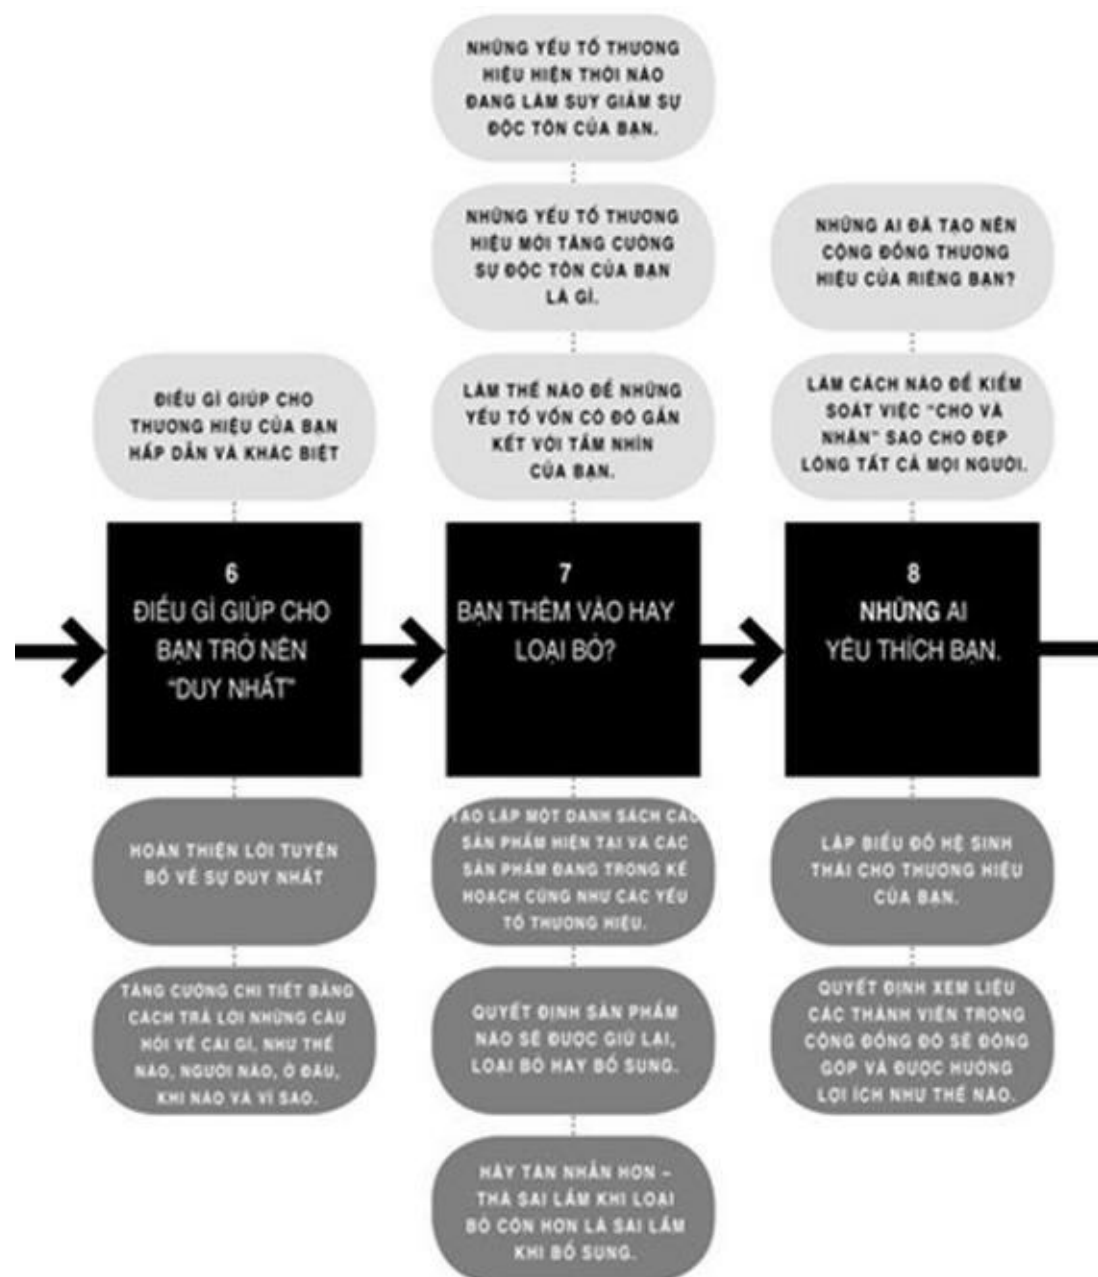 ĐIỀU GÌ GIÚP CHO
THƯƠNG HIỆU CỦA BẠN
HẤP DẪN VÀ KHÁC BIỆT
6
ĐIỀU GÌ GIÚP CHO
BẠN TRỞ NÊN
“DUY NHẤT”
HOÀN THIỆN LỜI TUYÊN
BỐ VỀ SỰ DUY NHẤT
TĂNG CƯỜNG CHI TIẾT BẰNG
CÁCH TRẢ LỜI NHỮNG CÂU
HỎI VỀ CÁI GÌ, NHƯ THẾ
NÀO, NGƯỜI NÀO, Ở ĐÂU,
KHI NÀO VÀ VÌ SAO.
NHỮNG YẾU TỐ THƯƠNG
HIỆU HIỆN THỜI NÀO
ĐANG LÀM SUY GIẢM SỰ
ĐỘC TÔN CỦA BẠN.
NHỮNG YẾU TỐ THƯƠNG
HIỆU MỚI TĂNG CƯỜNG
SỰ ĐỘC TÔN CỦA BẠN
LÀ GÌ.
LÀM THẾ NÀO ĐỂ NHỮNG
YẾU TỐ VỐN CÓ ĐÓ GẮN
KẾT VỚI TẦM NHÌN
CỦA BẠN.
7
BẠN THÊM VÀO HAY
LOẠI BỎ?
TẠO LẬP MỘT DANH SÁCH CÁC
SẢN PHẨM HIỆN TẠI VÀ CÁC
SẢN PHẨM ĐANG TRONG KẾ
HOẠCH CŨNG NHƯ CÁC YẾU
TỐ THƯƠNG HIỆU.
QUYẾT ĐỊNH SẢN PHẨM
NÀO SẼ ĐƯỢC GIỮ LẠI,
LOẠI BỎ HAY BỔ SUNG.
HÃY TÀN NHẪN HƠN –
THÀ SAI LẦM KHI LOẠI
BỎ CÒN HƠN LÀ SAI LẦM
KHI BỔ SUNG.
NHỮNG AI ĐÃ TẠO NÊN
CỘNG ĐỒNG THƯƠNG
HIỆU CỦA RIÊNG BẠN?
LÀM CÁCH NÀO ĐỂ KIỂM
SOÁT VIỆC “CHO VÀ
NHẬN” SAO CHO ĐẸP
LÒNG TẤT CẢ MỌI NGƯỜI.
8
NHỮNG AI
YÊU THÍCH BẠN.
LẬP BIỂU ĐỒ HỆ SINH
THÁI CHO THƯƠNG HIỆU
CỦA BẠN.
QUYẾT ĐỊNH XEM LIỆU
CÁC THÀNH VIÊN TRONG
CỘNG ĐỒNG ĐÓ SẼ ĐÓNG
GÓP VÀ ĐƯỢC HƯỞNG
LỢI ÍCH NHƯ THẾ NÀO.